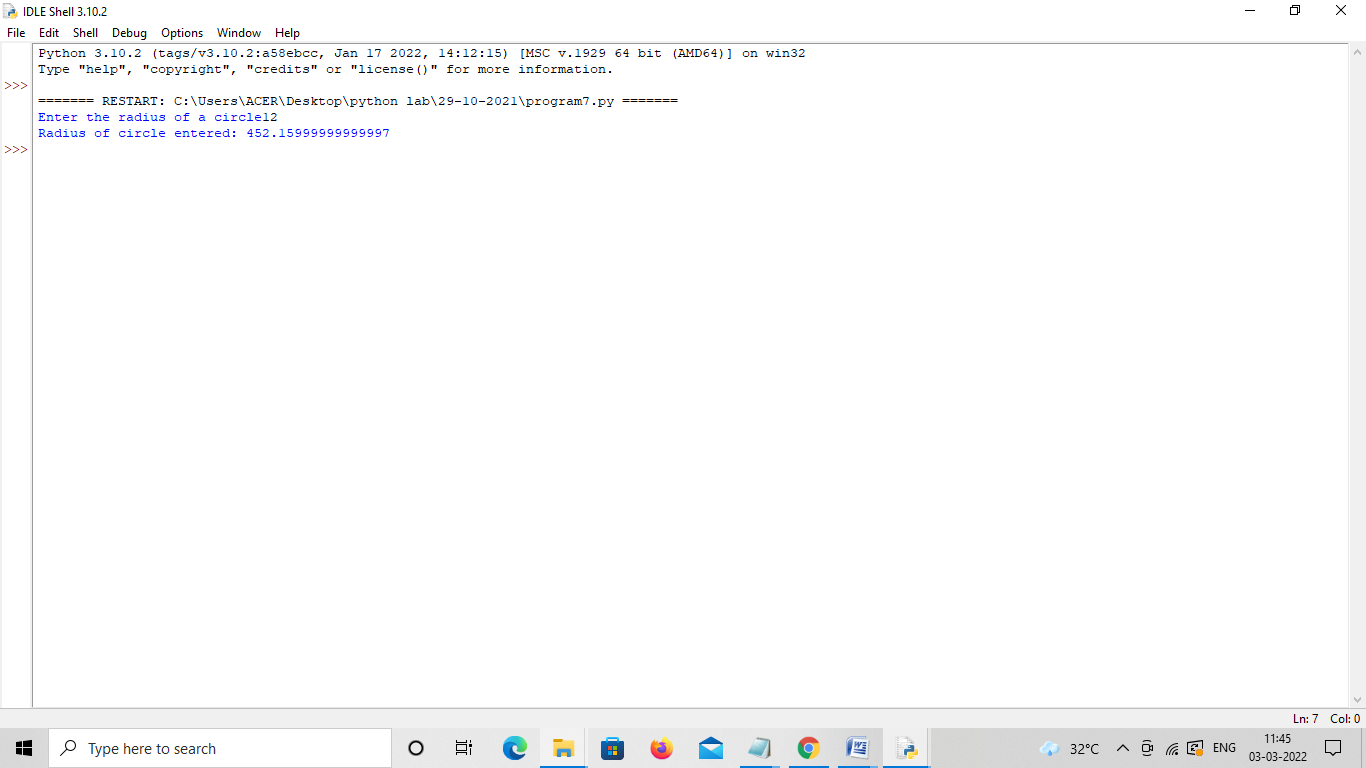 IDLE Shell 3.10.2
File Edit Shell Debug Options Window Help
Python 3.10.2 (tags/v3.10.2:a58ebcc, Jan 17 2022, 14:12:15) [MSC v.1929 64 bit (AMD64)] on win32
Type "help", "copyright", "credits" or "license()" for more information.
>>>
======= RESTART: C:\Users\ACER\Desktop\python lab\29-10-2021\program7.py =======
Enter the radius of a circle12
Radius of circle entered: 452.15999999999997
>>>
Ln: 7 Col: 0
Type here to search
32°C ENG
11:45
03-03-2022